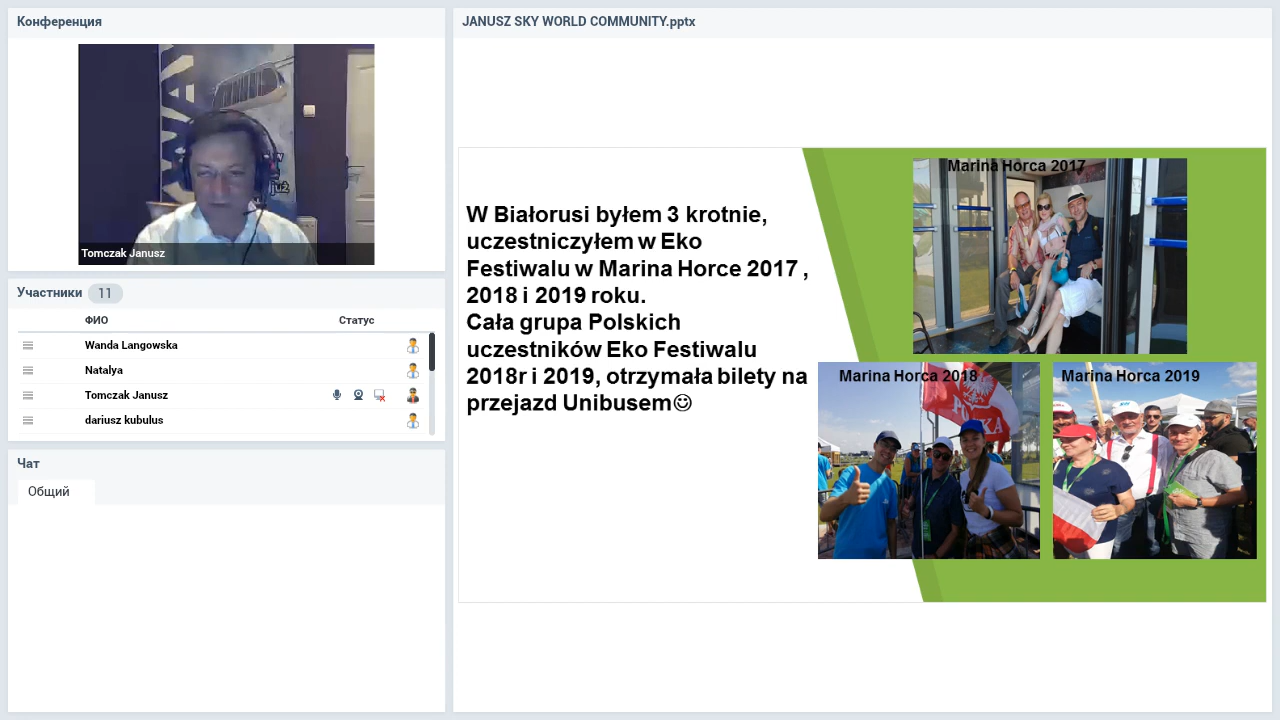 Конференция
już
Tomczak Janusz
Участники 11
ФИО Статус
Wanda Langowska
Natalya
Tomczak Janusz
dariusz kubulus
Чат
Общий
JANUSZ SKY WORLD COMMUNITY.pptx
W Białorusi byłem 3 krotnie,
uczestniczyłem w Eko
Festiwalu w Marina Horce 2017 ,
2018 i 2019 roku.
Cała grupa Polskich
uczestników Eko Festiwalu
2018r i 2019, otrzymała bilety na
przejazd Unibusem☺
Marina Horca 2017
Marina Horca 2018
POLSKA
Marina Horca 2019